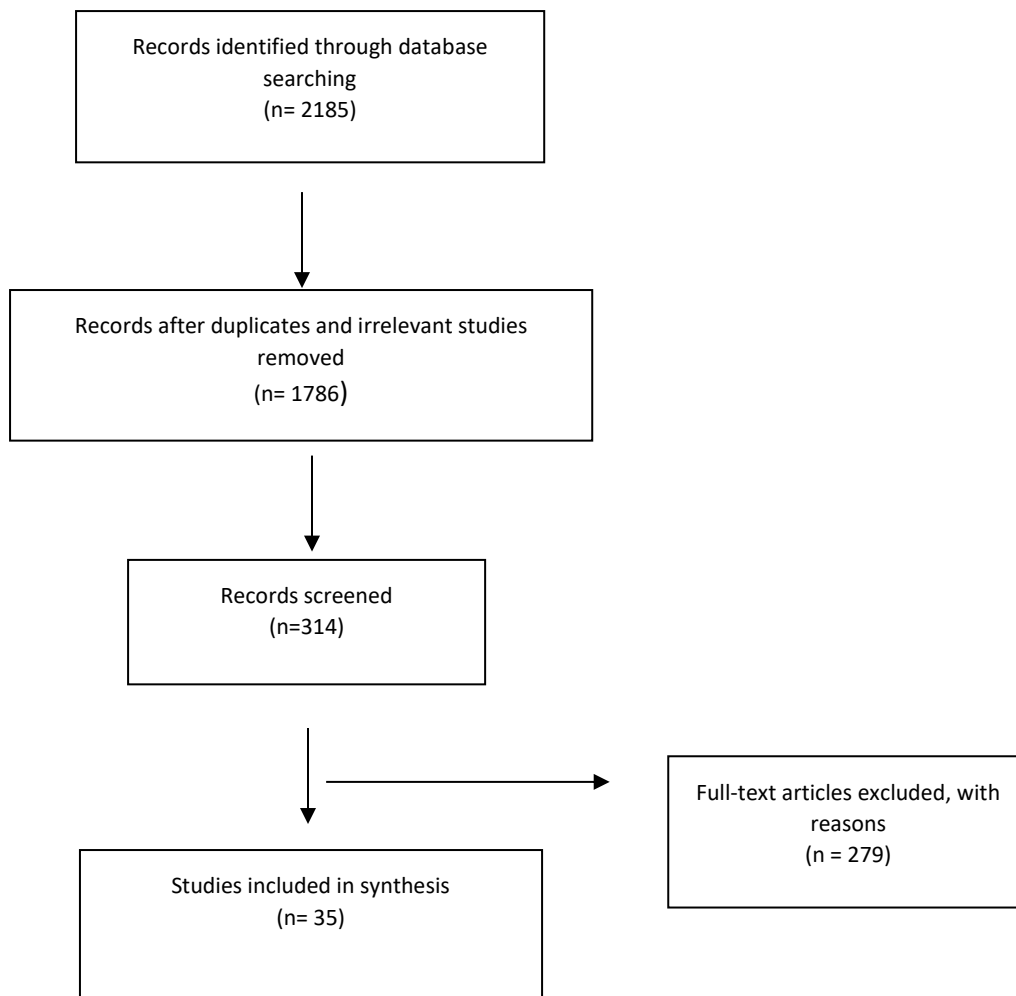 Records identified through database
searching
(n= 2185)
Records after duplicates and irrelevant studies
removed
(n= 1786)
Records screened
(n=314)
Full-text articles excluded, with
reasons
(n = 279)
Studies included in synthesis
(n= 35)